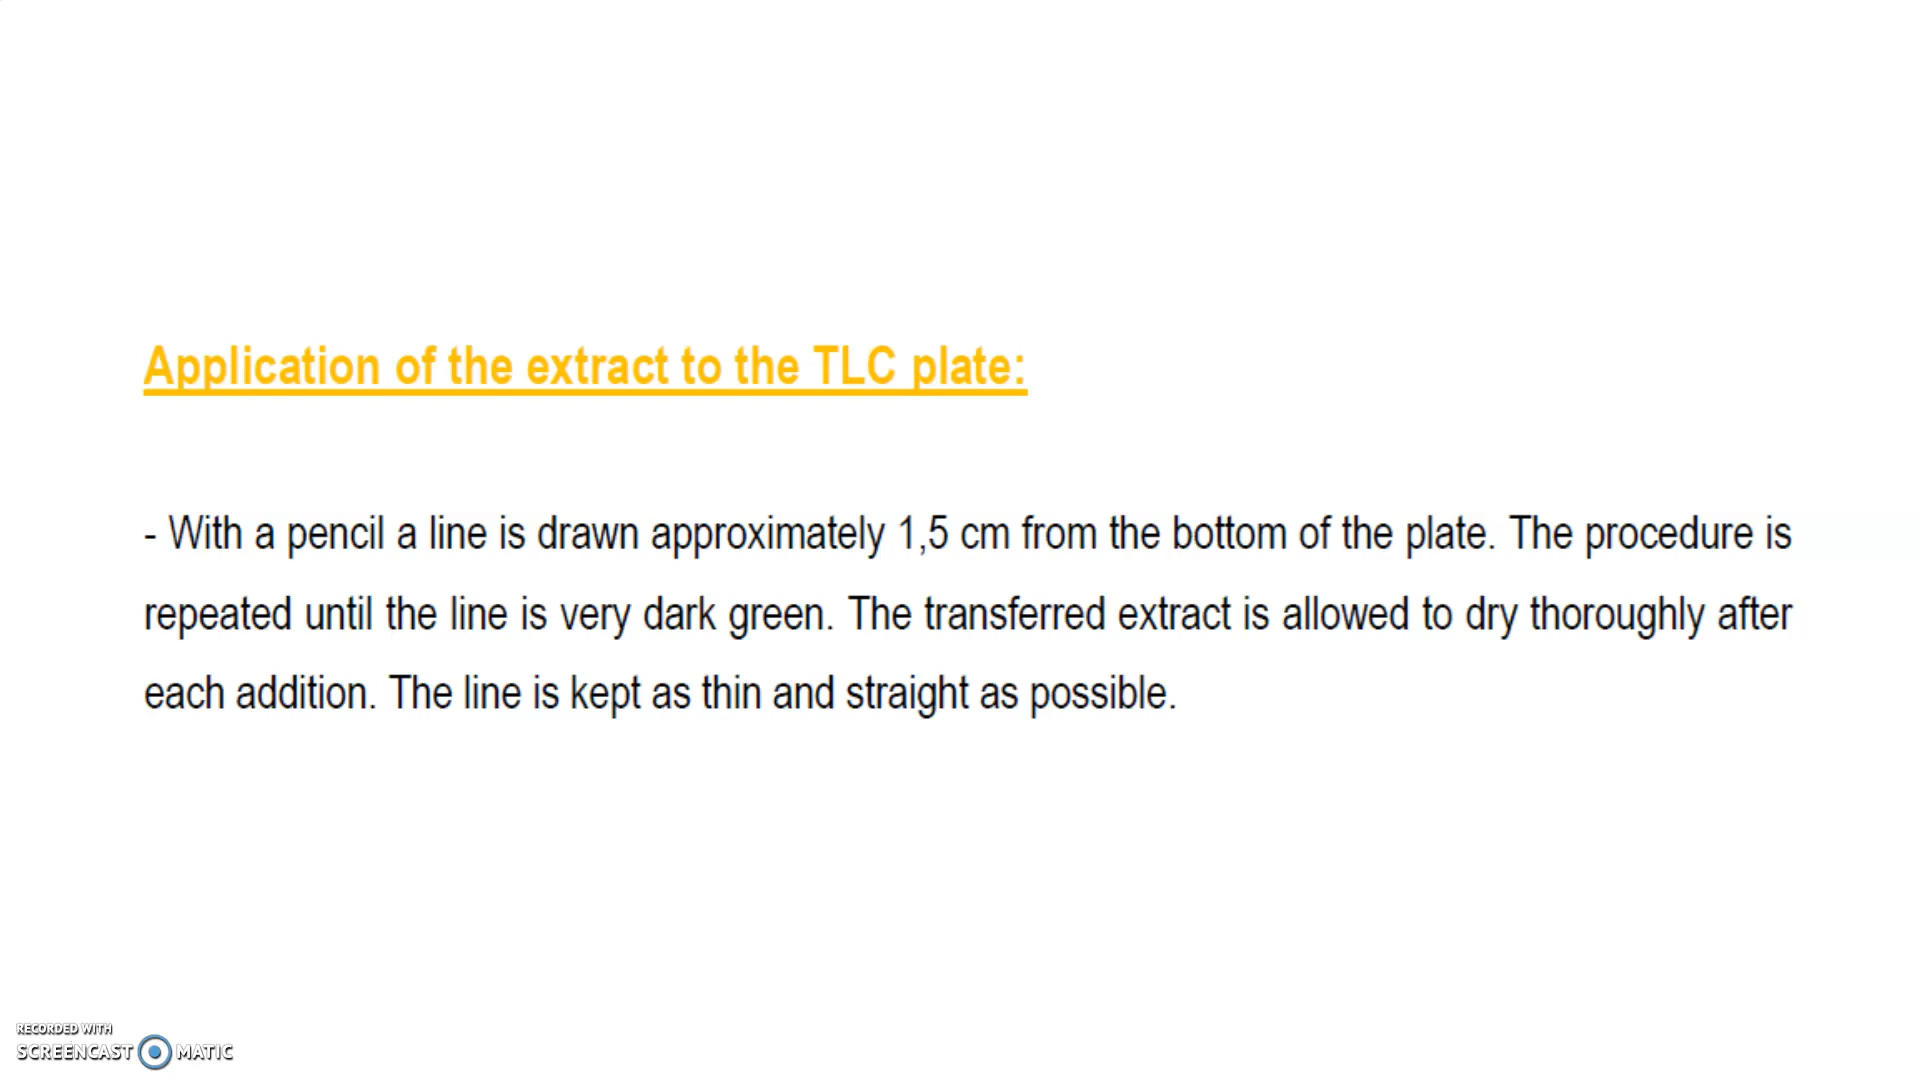 Application of the extract to the TLC plate:
- With a pencil a line is drawn approximately 1,5 cm from the bottom of the plate. The procedure is
repeated until the line is very dark green. The transferred extract is allowed to dry thoroughly after
each addition. The line is kept as thin and straight as possible.
RECORDED WITH
SCREENCAST MATIC